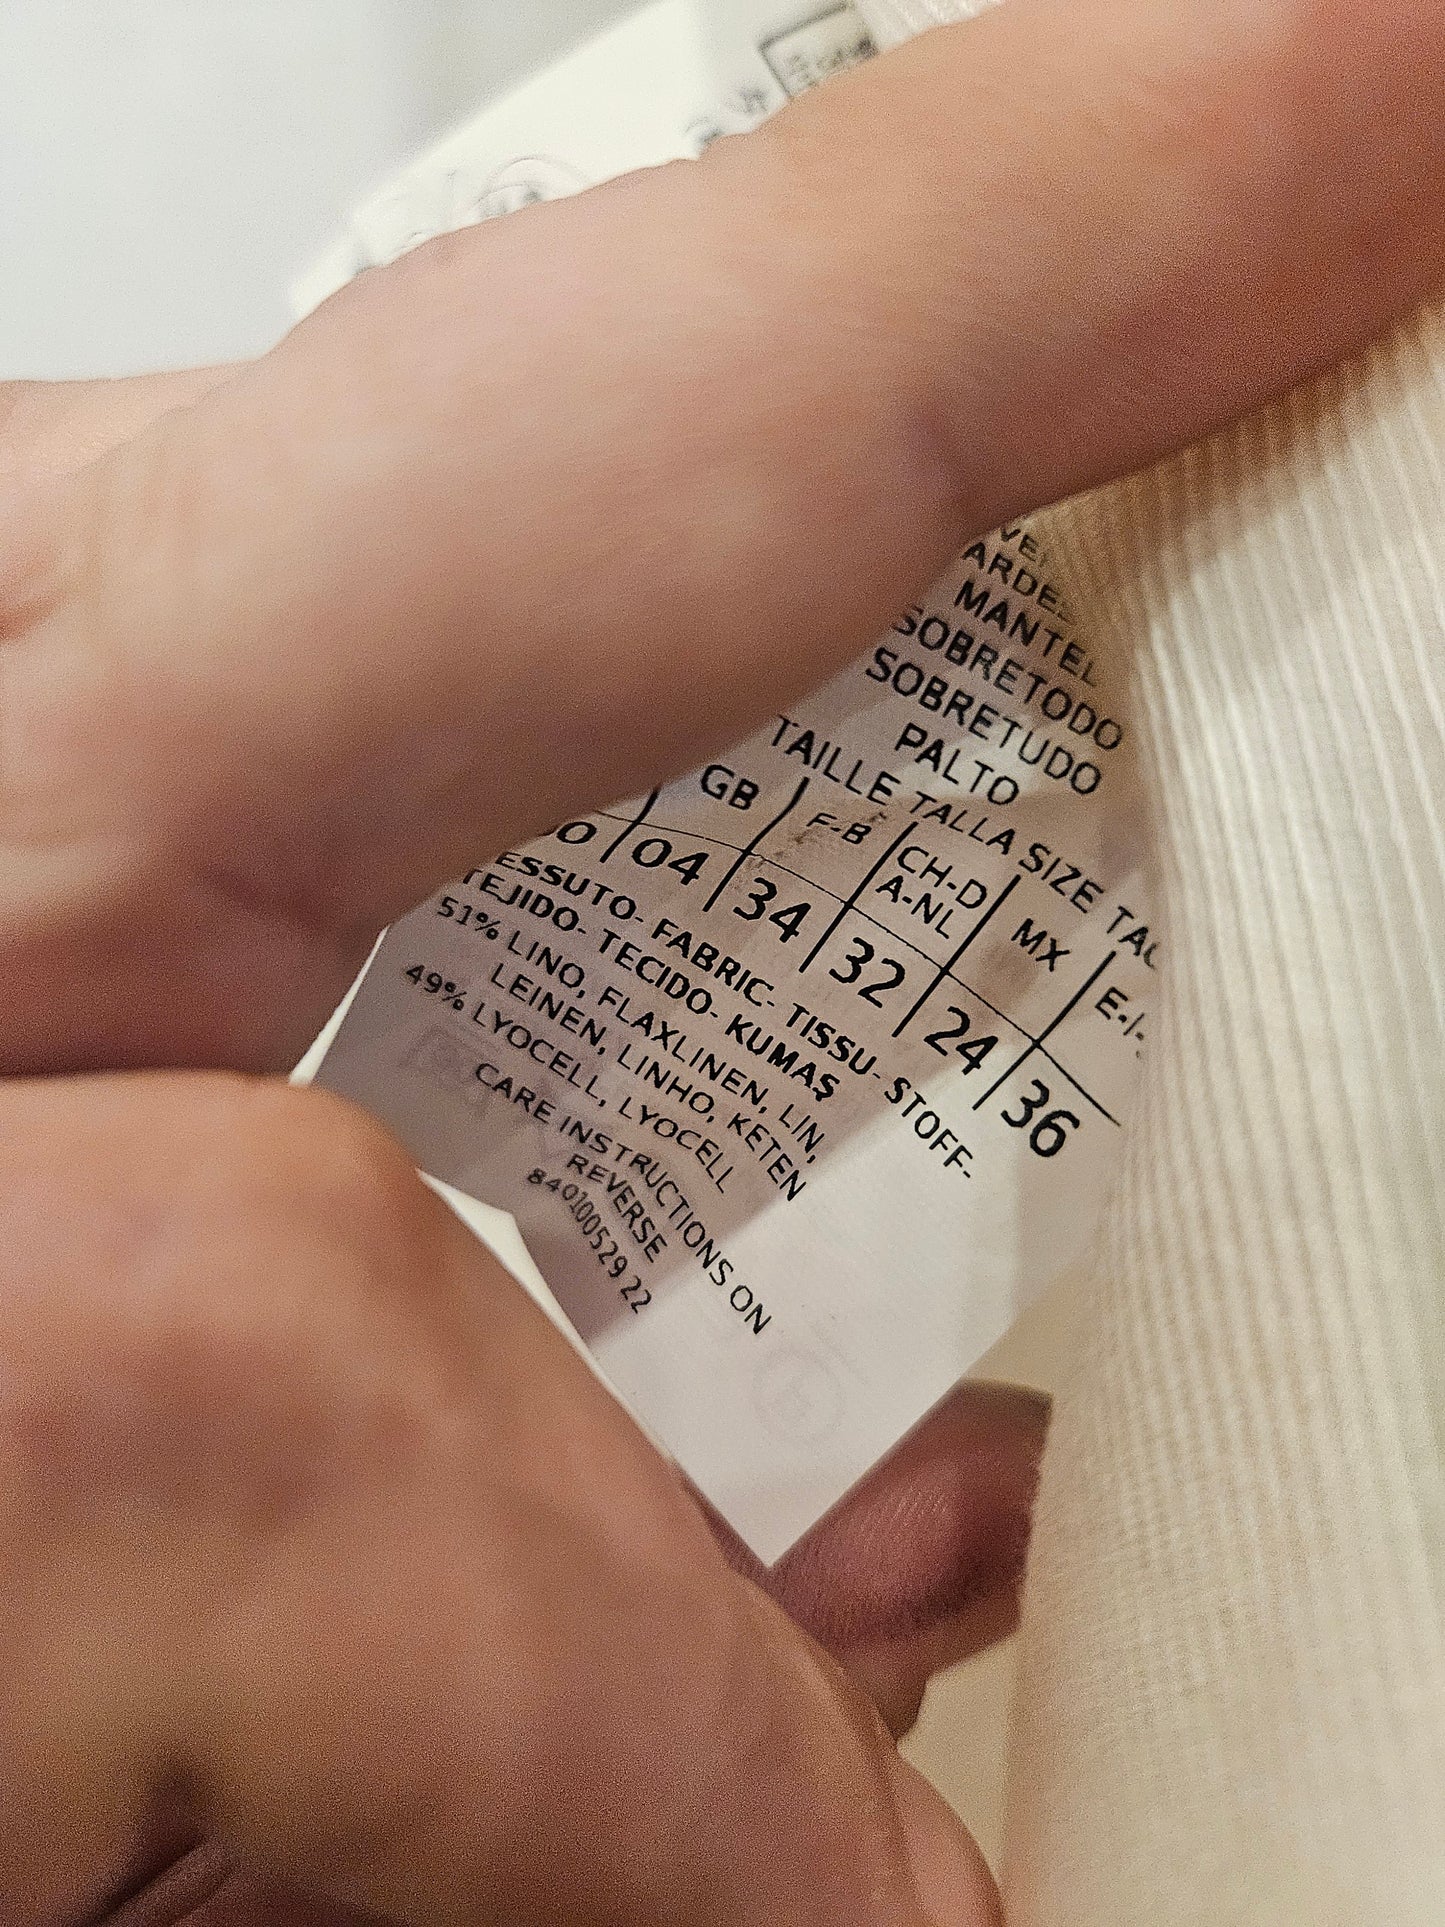 MANTEL
SOBRETODO
SOBRETUDO
PALTO
TAILLE TALLA SIZE
GB F-B CH-D A-NL MX
04 34 32 24 36
FABRIC- TISSU- STOFF-
TEJIDO- TECIDO- KUMAŞ
51% LINO, FLAXLINEN, LIN,
LEINEN, LINHO, KETEN
49% LYOCELL, LYOCELL
CARE INSTRUCTIONS ON
REVERSE
840100529 22